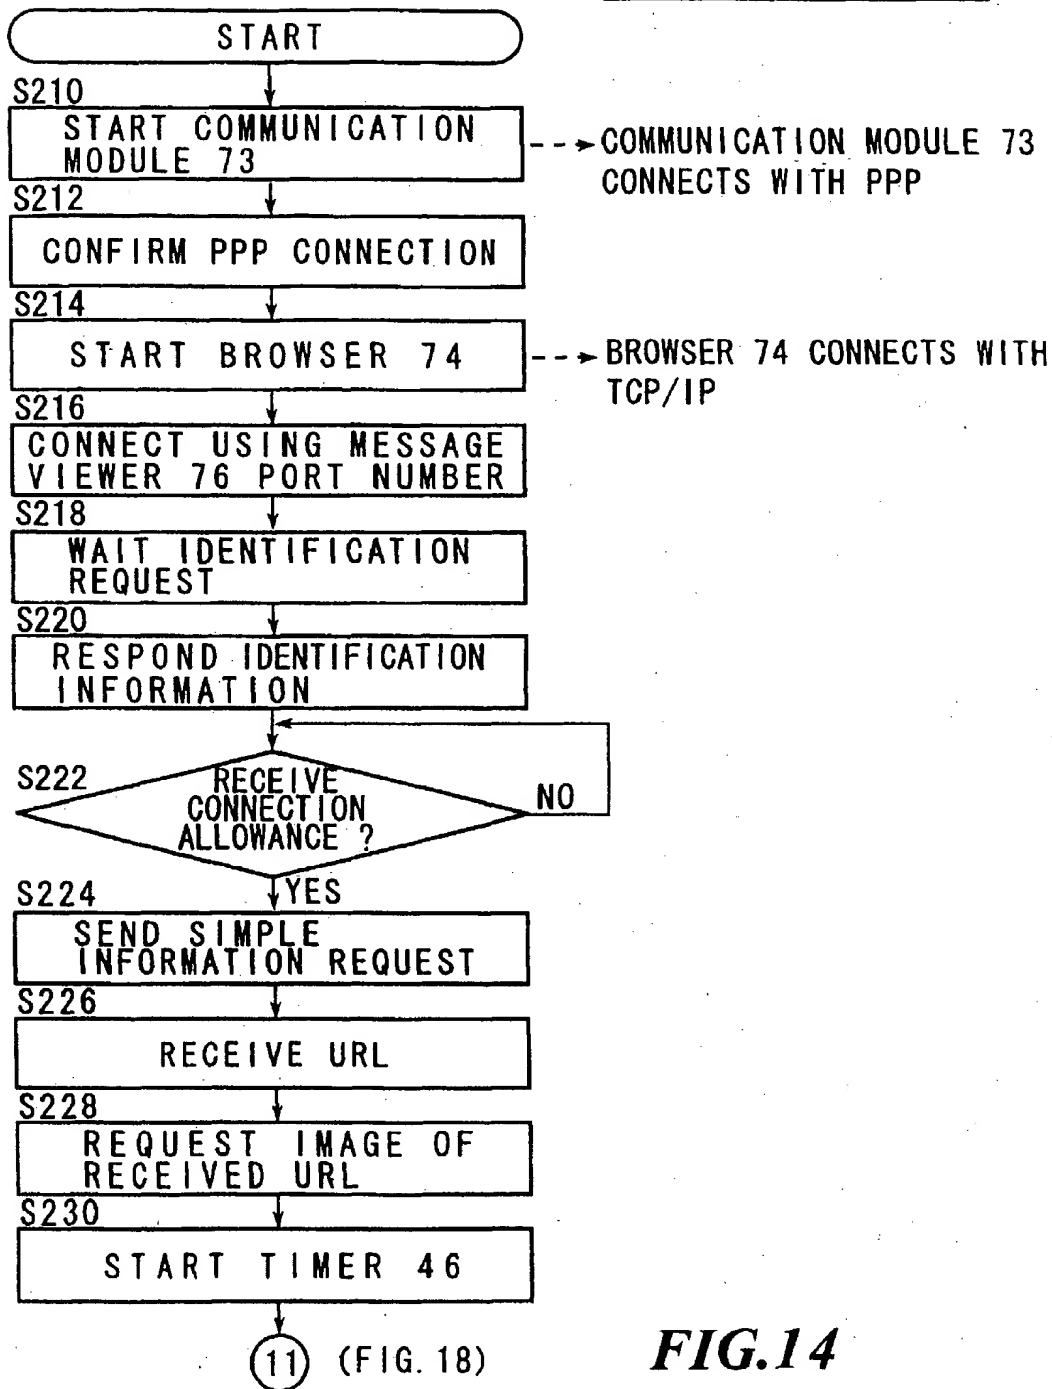 START
S210
START COMMUNICATION
MODULE 73
COMMUNICATION MODULE 73
CONNECTS WITH PPP
S212
CONFIRM PPP CONNECTION
S214
START BROWSER 74
BROWSER 74 CONNECTS WITH
TCP/IP
S216
CONNECT USING MESSAGE
VIEWER 76 PORT NUMBER
S218
WAIT IDENTIFICATION
REQUEST
S220
RESPOND IDENTIFICATION
INFORMATION
S222
RECEIVE
CONNECTION
ALLOWANCE ?
NO
YES
S224
SEND SIMPLE
INFORMATION REQUEST
S226
RECEIVE URL
S228
REQUEST IMAGE OF
RECEIVED URL
S230
START TIMER 46
11 (FIG. 18)
FIG.14